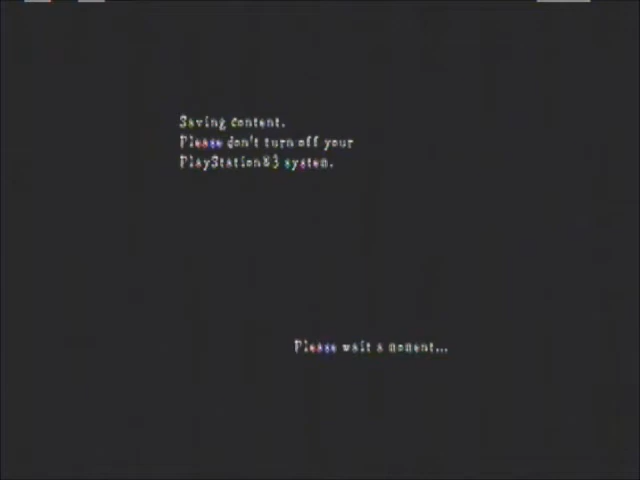 Saving content.
Please don't turn off your
PlayStation®3 system.
Please wait a moment...